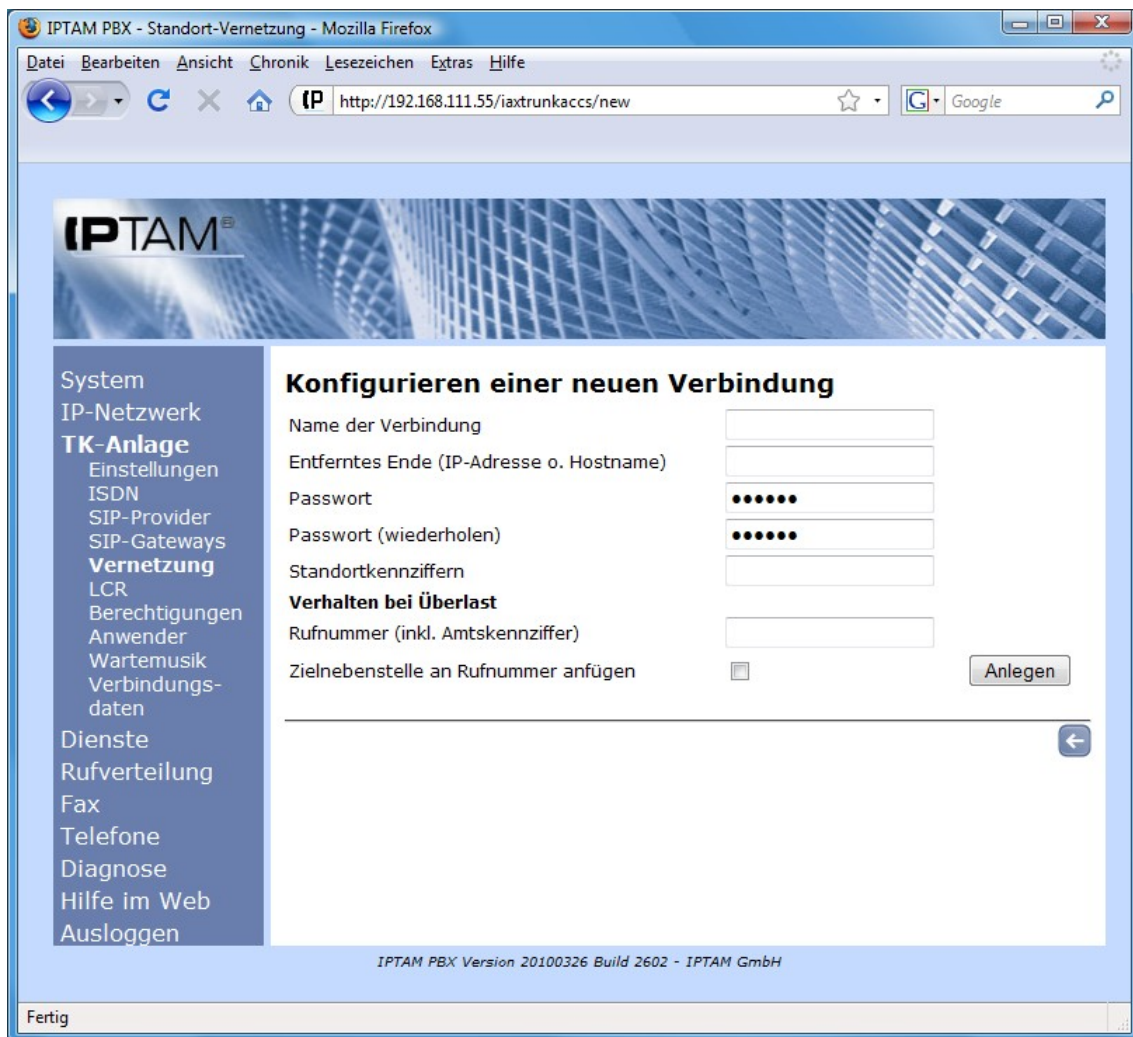 IPTAM PBX - Standort-Vernetzung - Mozilla Firefox
Datei Bearbeiten Ansicht Chronik Lesezeichen Extras Hilfe
http://192.168.111.55/iaxtrunkaccs/new
Google
IPTAM®
System
IP-Netzwerk
TK-Anlage
Einstellungen
ISDN
SIP-Provider
SIP-Gateways
Vernetzung
LCR
Berechtigungen
Anwender
Wartemusik
Verbindungs-
daten
Dienste
Rufverteilung
Fax
Telefone
Diagnose
Hilfe im Web
Ausloggen
Konfigurieren einer neuen Verbindung
Name der Verbindung
Entferntes Ende (IP-Adresse o. Hostname)
Passwort ••••••
Passwort (wiederholen) ••••••
Standortkennziffern
Verhalten bei Überlast
Rufnummer (inkl. Amtskennziffer)
Zielnebenstelle an Rufnummer anfügen
Anlegen
IPTAM PBX Version 20100326 Build 2602 - IPTAM GmbH
Fertig